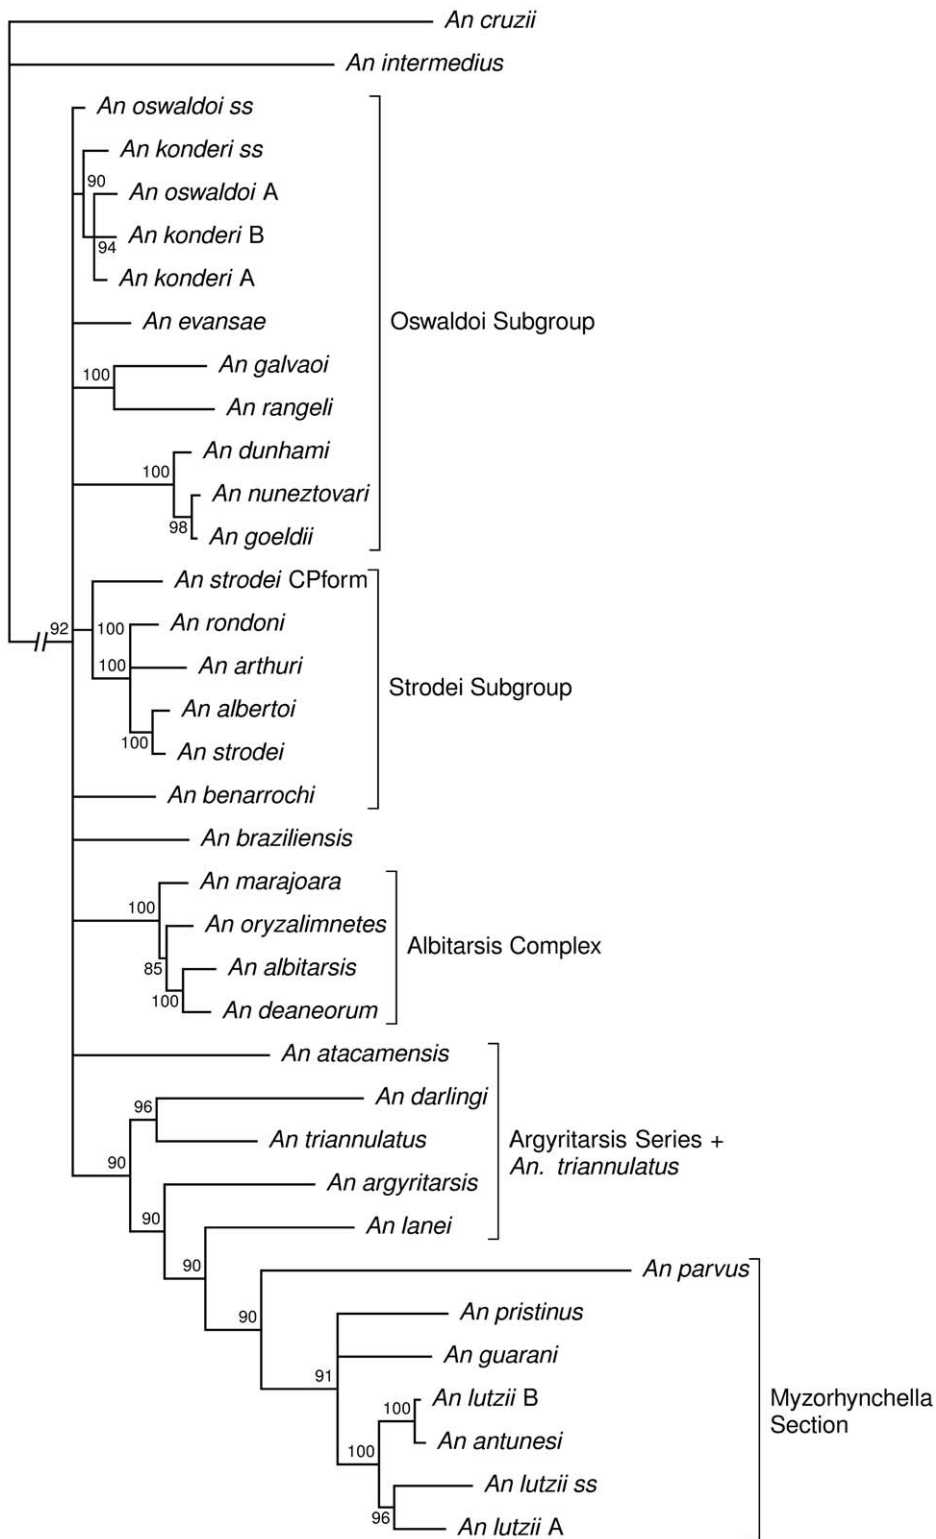 An cruzii
An intermedius
An oswaldoi ss
An konderi ss
90
An oswaldoi A
An konderi B
94
An konderi A
An evansae
Oswaldoi Subgroup
An galvaoi
100
An rangeli
An dunhami
100
An nuneztovari
98
An goeldii
An strodei CPform
92
100
An rondoni
100
An arthuri
Strodei Subgroup
An albertoi
100
An strodei
An benarrochi
An braziliensis
An marajoara
100
An oryzalimnetes
Albitarsis Complex
85
An albitarsis
100
An deaneorum
An atacamensis
An darlingi
96
An triannulatus
Argyritarsis Series +
An. triannulatus
90
An argyritarsis
90
An lanei
90
An parvus
90
An pristinus
An guarani
91
An lutzii B
100
Myzorhynchella
Section
An antunesi
100
An lutzii ss
96
An lutzii A